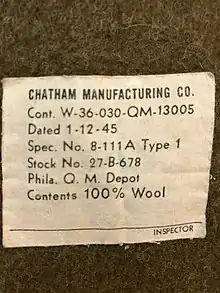 CHATHAM MANUFACTURING CO.
Cont. W-36-030-QM-13005
Dated 1-12-45
Spec. No. 8-111A Type 1
Stock No. 27-B-678
Phila. Q. M. Depot
Contents 100% Wool
INSPECTOR